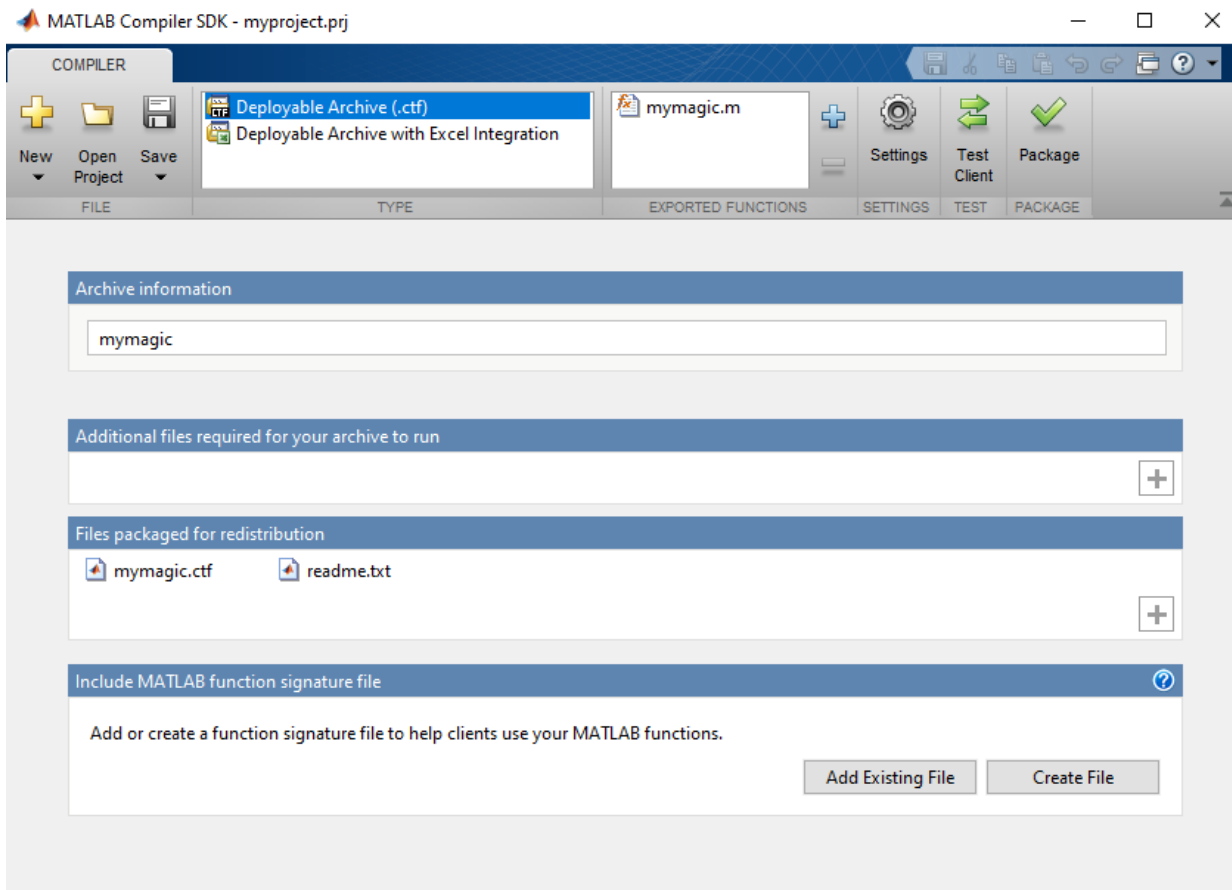 MATLAB Compiler SDK - myproject.prj
COMPILER
New
Open
Project
Save
FILE
Deployable Archive (.ctf)
Deployable Archive with Excel Integration
TYPE
mymagic.m
EXPORTED FUNCTIONS
Settings
SETTINGS
Test
Client
TEST
Package
PACKAGE
Archive information
mymagic
Additional files required for your archive to run
Files packaged for redistribution
mymagic.ctf readme.txt
Include MATLAB function signature file
Add or create a function signature file to help clients use your MATLAB functions.
Add Existing File Create File